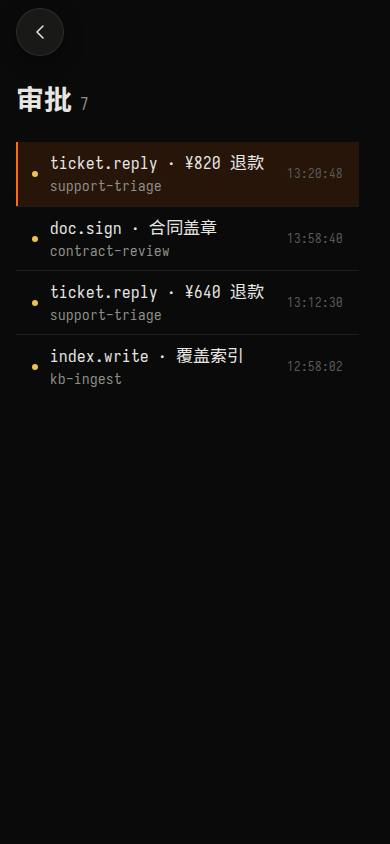 审批 7
ticket.reply · ¥820 退款
13:20:48
support-triage
doc.sign · 合同盖章
13:58:40
contract-review
ticket.reply · ¥640 退款
13:12:30
support-triage
index.write · 覆盖索引
12:58:02
kb-ingest